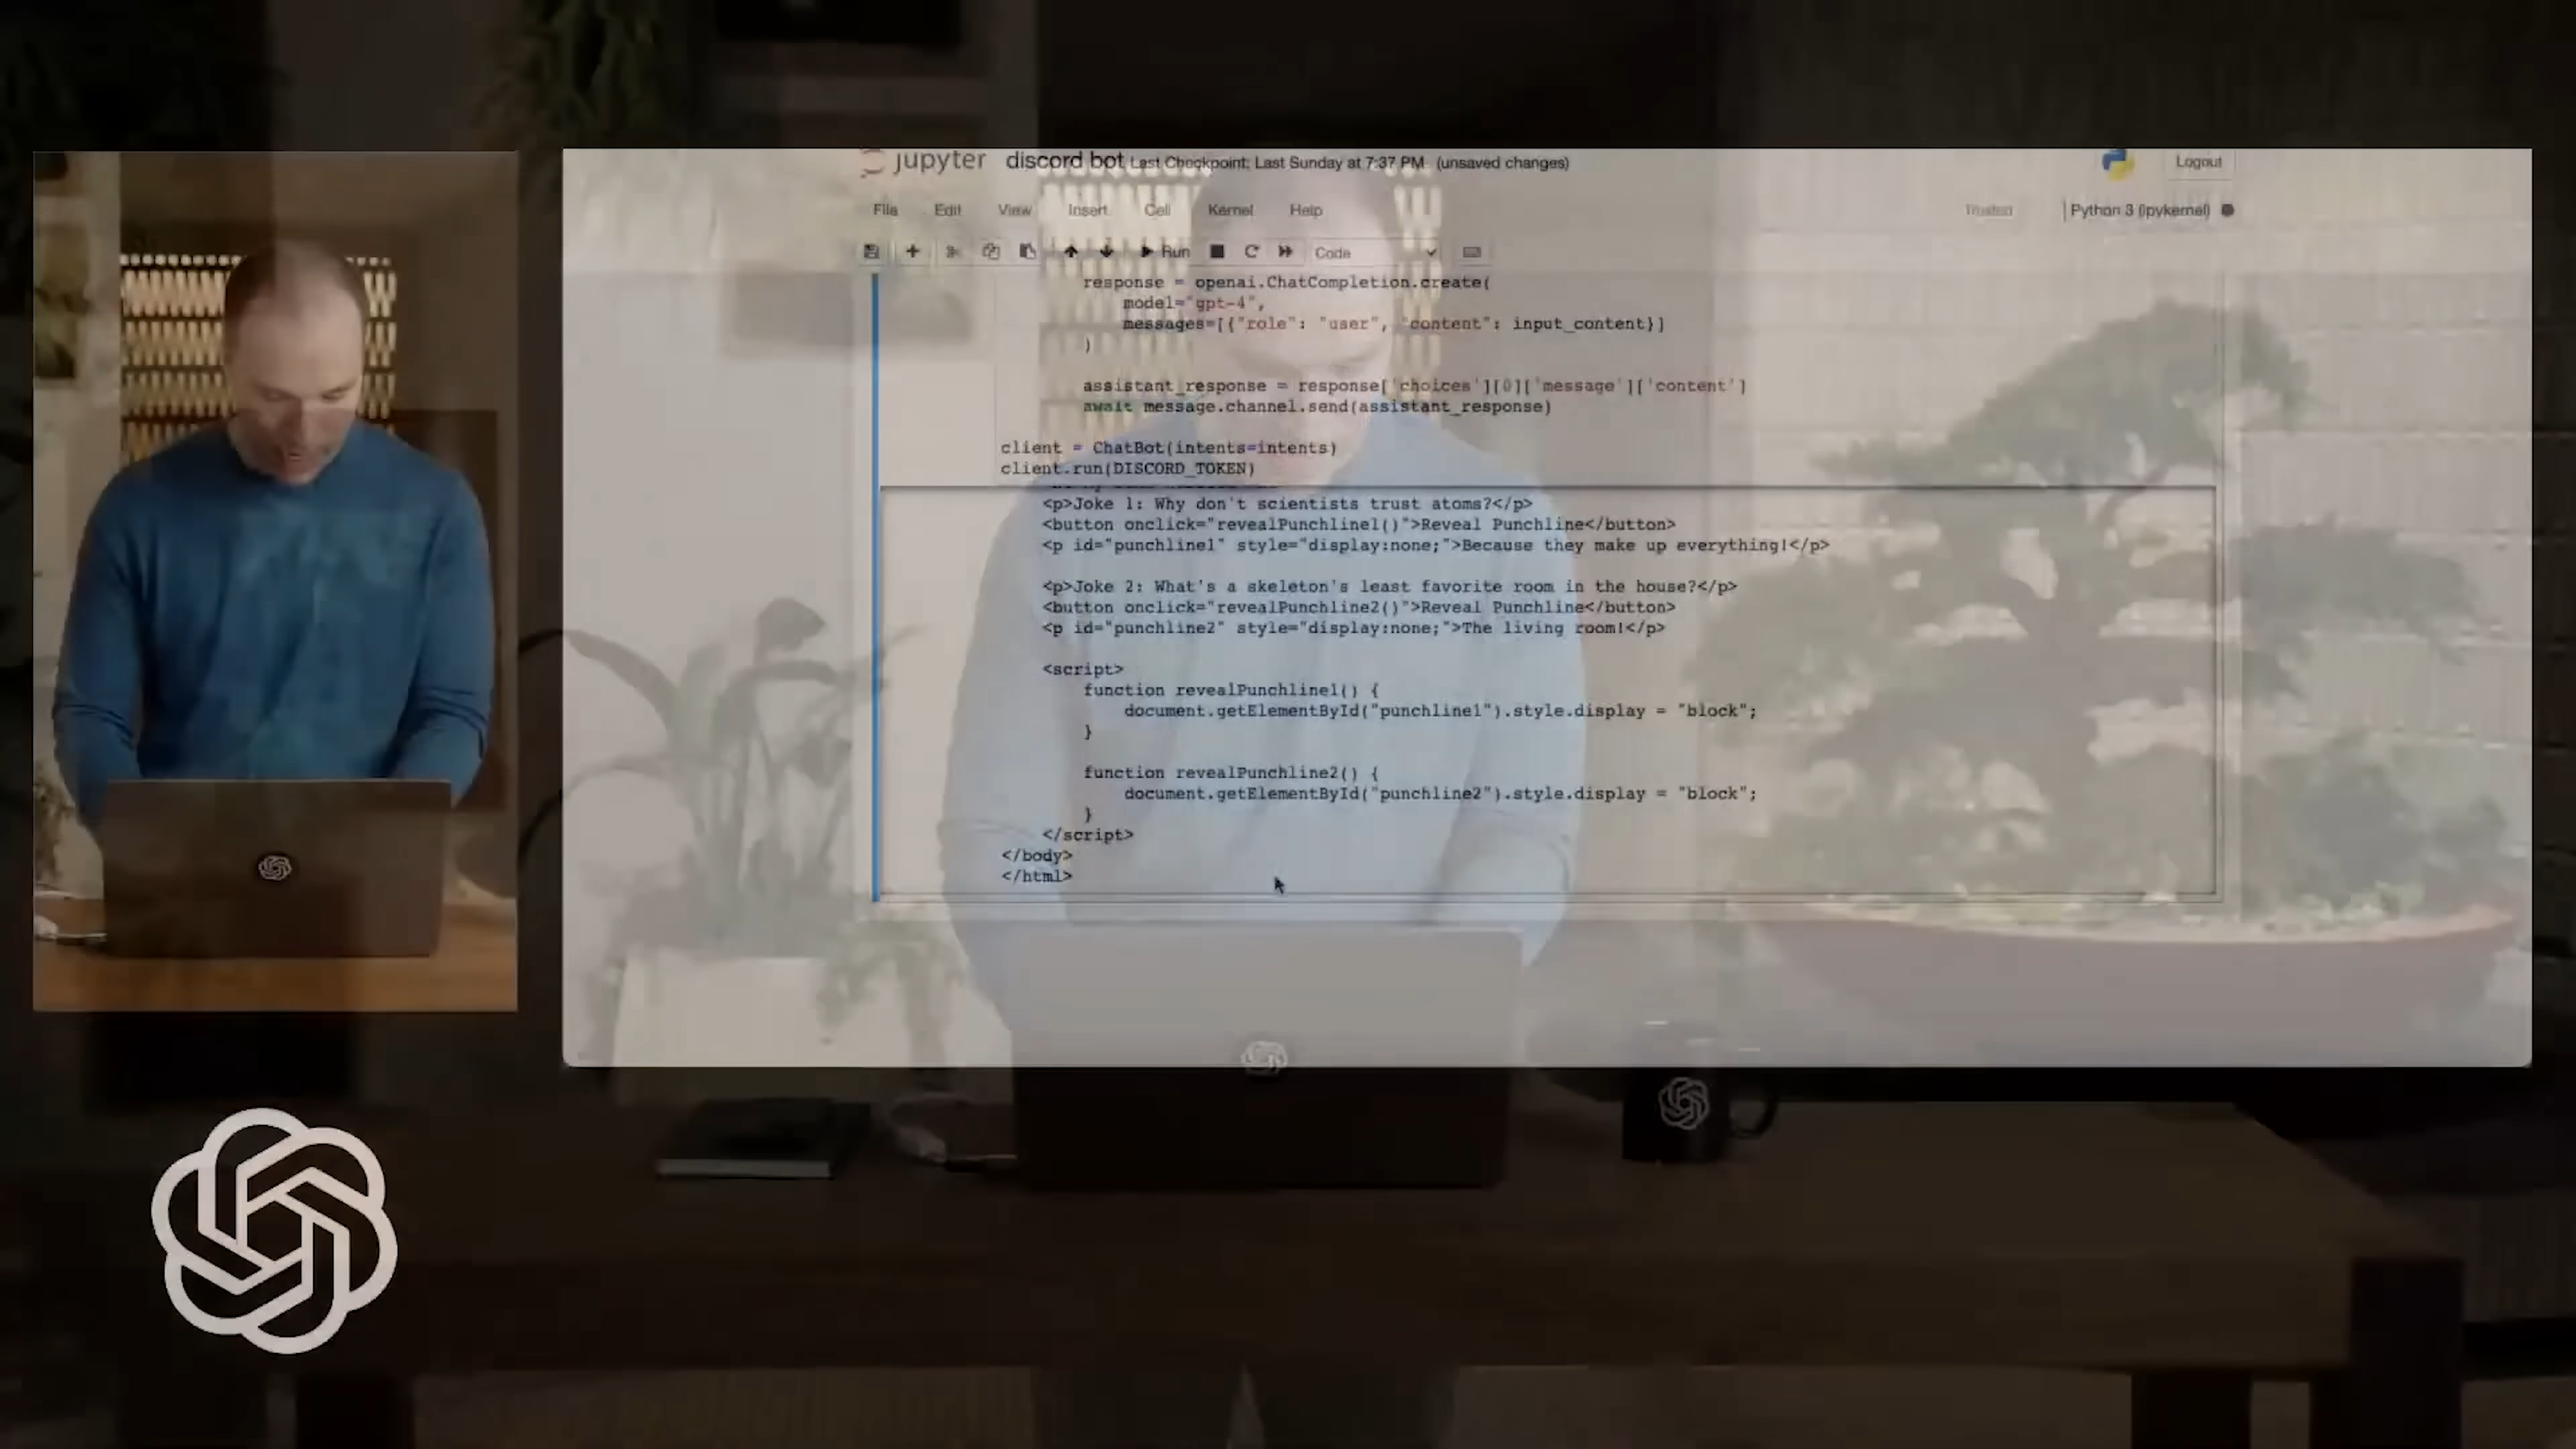 jupyter discord bot Last Checkpoint: Last Sunday at 7:37 PM (unsaved changes) Logout
File Edit View Insert Cell Kernel Help Trusted Python 3 (ipykernel)
Run Code
response = openai.ChatCompletion.create(
model="gpt-4",
messages=[{"role": "user", "content": input_content}]
)
assistant_response = response['choices'][0]['message']['content']
await message.channel.send(assistant_response)
client = ChatBot(intents=intents)
client.run(DISCORD_TOKEN)
<p>Joke 1: Why don't scientists trust atoms?</p>
<button onclick="revealPunchline1()">Reveal Punchline</button>
<p id="punchline1" style="display:none;">Because they make up everything!</p>
<p>Joke 2: What's a skeleton's least favorite room in the house?</p>
<button onclick="revealPunchline2()">Reveal Punchline</button>
<p id="punchline2" style="display:none;">The living room!</p>
<script>
function revealPunchline1() {
document.getElementById("punchline1").style.display = "block";
}
function revealPunchline2() {
document.getElementById("punchline2").style.display = "block";
}
</script>
</body>
</html>